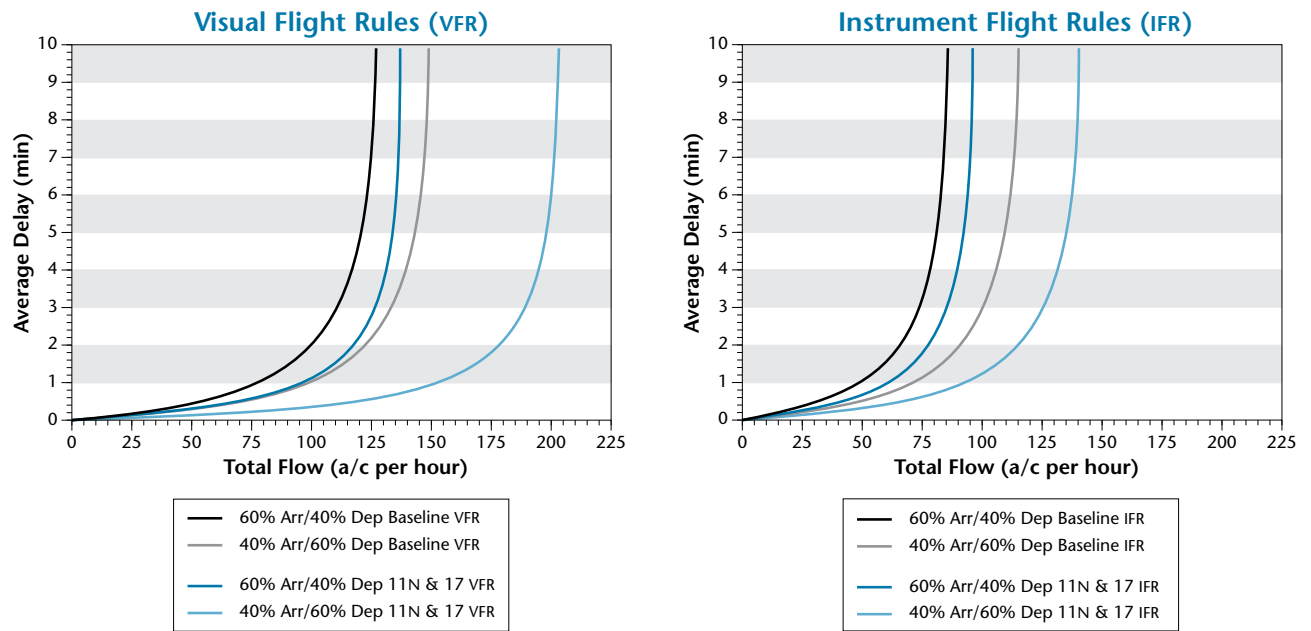 Visual Flight Rules (VFR)
10
9
8
7
6
5
4
3
2
1
0
Average Delay (min)
0 25 50 75 100 125 150 175 200 225
Total Flow (a/c per hour)
60% Arr/40% Dep Baseline VFR
40% Arr/60% Dep Baseline VFR
60% Arr/40% Dep 11N & 17 VFR
40% Arr/60% Dep 11N & 17 VFR
Instrument Flight Rules (IFR)
10
9
8
7
6
5
4
3
2
1
0
Average Delay (min)
0 25 50 75 100 125 150 175 200 225
Total Flow (a/c per hour)
60% Arr/40% Dep Baseline IFR
40% Arr/60% Dep Baseline IFR
60% Arr/40% Dep 11N & 17 IFR
40% Arr/60% Dep 11N & 17 IFR